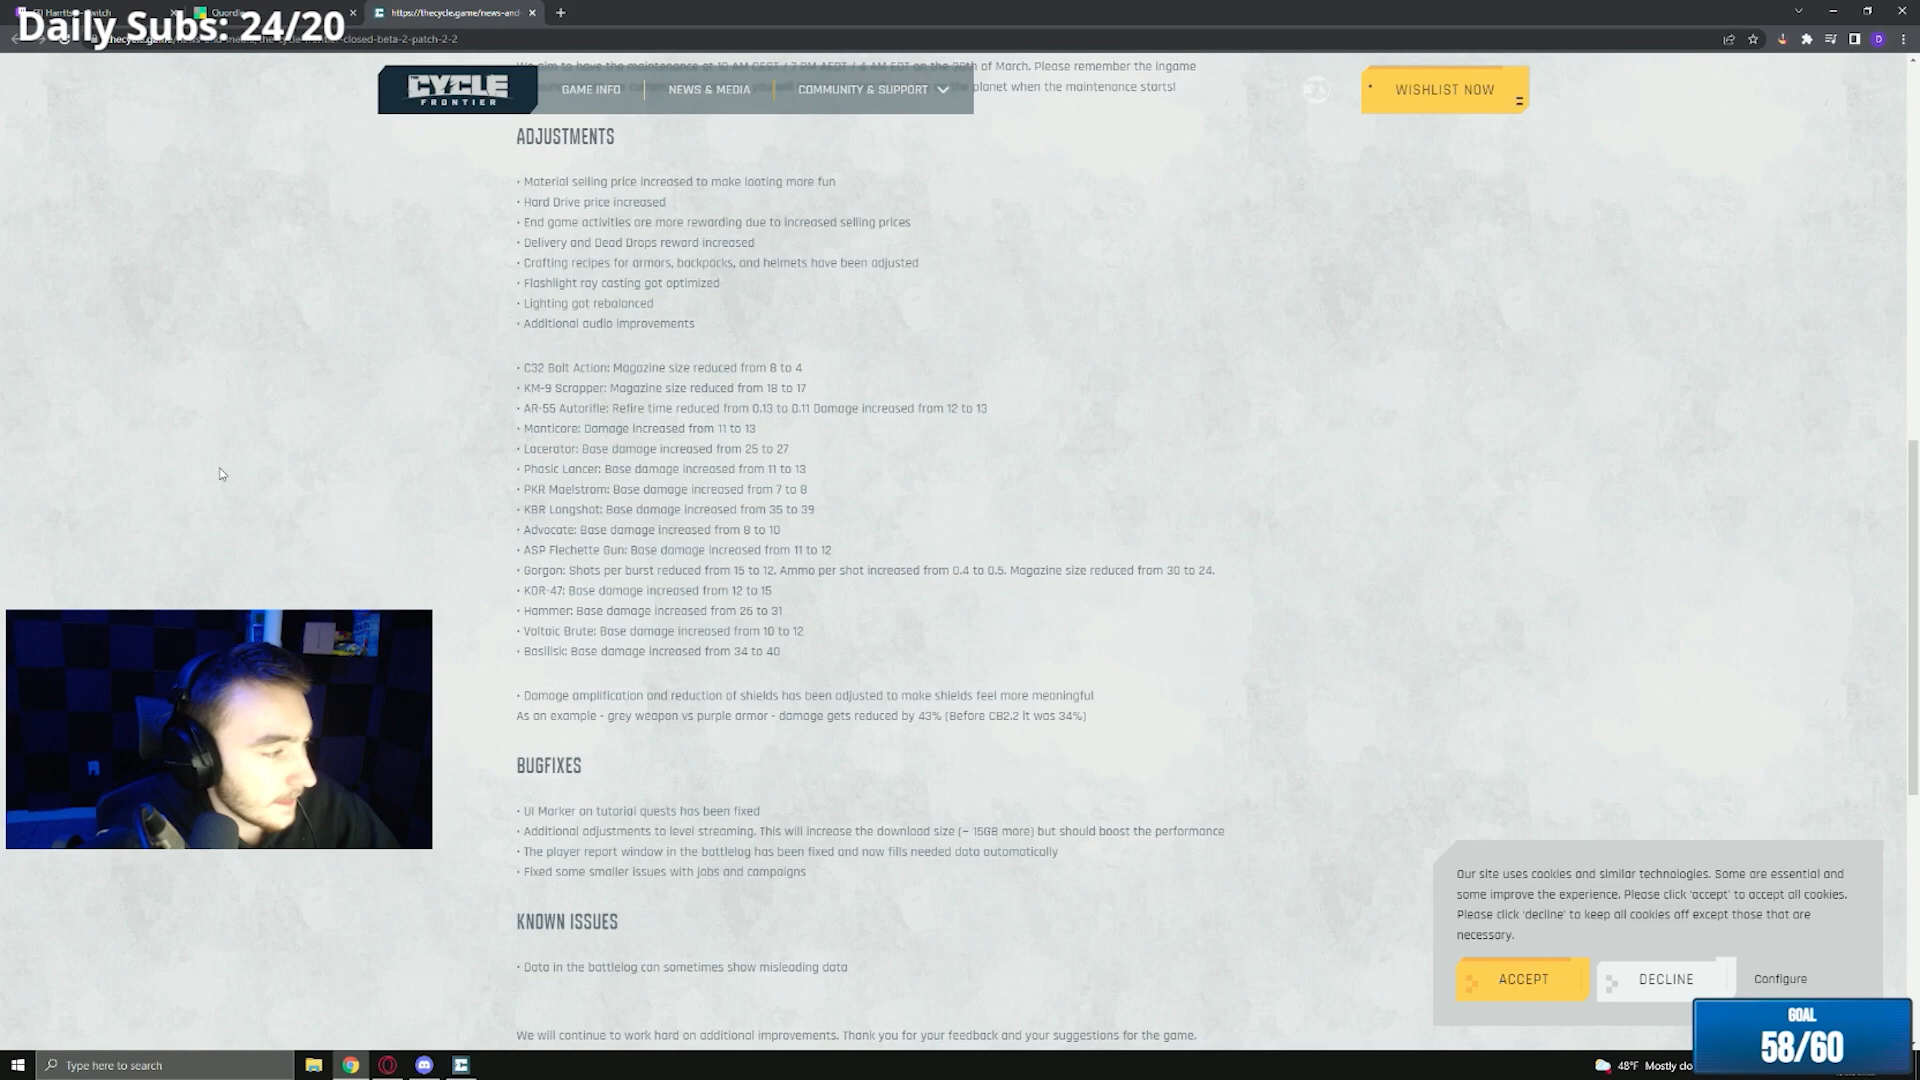 Harrtso - Twitch
Quordle
https://thecycle.game/news-and-
Daily Subs: 24/20
We aim to have the maintenance at 10 AM CEST / 7 PM AEDT / 4 AM EDT on the 30th of March. Please remember the ingame
planet when the maintenance starts!
THE CYCLE FRONTIER
GAME INFO
NEWS & MEDIA
COMMUNITY & SUPPORT
WISHLIST NOW
ADJUSTMENTS
• Material selling price increased to make looting more fun
• Hard Drive price increased
• End game activities are more rewarding due to increased selling prices
• Delivery and Dead Drops reward increased
• Crafting recipes for armors, backpacks, and helmets have been adjusted
• Flashlight ray casting got optimized
• Lighting got rebalanced
• Additional audio improvements
• C32 Bolt Action: Magazine size reduced from 8 to 4
• KM-9 Scrapper: Magazine size reduced from 18 to 17
• AR-55 Autorifle: Refire time reduced from 0.13 to 0.11 Damage increased from 12 to 13
• Manticore: Damage increased from 11 to 13
• Lacerator: Base damage increased from 25 to 27
• Phasic Lancer: Base damage increased from 11 to 13
• PKR Maelstrom: Base damage increased from 7 to 8
• KBR Longshot: Base damage increased from 35 to 39
• Advocate: Base damage increased from 8 to 10
• ASP Flechette Gun: Base damage increased from 11 to 12
• Gorgon: Shots per burst reduced from 15 to 12. Ammo per shot increased from 0.4 to 0.5. Magazine size reduced from 30 to 24.
• KOR-47: Base damage increased from 12 to 15
• Hammer: Base damage increased from 26 to 31
• Voltaic Brute: Base damage increased from 10 to 12
• Basilisk: Base damage increased from 34 to 40
• Damage amplification and reduction of shields has been adjusted to make shields feel more meaningful
As an example - grey weapon vs purple armor - damage gets reduced by 43% (Before CB2.2 it was 34%)
BUGFIXES
• UI Marker on tutorial quests has been fixed
• Additional adjustments to level streaming. This will increase the download size (~ 15GB more) but should boost the performance
• The player report window in the battlelog has been fixed and now fills needed data automatically
• Fixed some smaller issues with jobs and campaigns
KNOWN ISSUES
• Data in the battlelog can sometimes show misleading data
We will continue to work hard on additional improvements. Thank you for your feedback and your suggestions for the game.
Our site uses cookies and similar technologies. Some are essential and
some improve the experience. Please click 'accept' to accept all cookies.
Please click 'decline' to keep all cookies off except those that are
necessary.
ACCEPT
DECLINE
Configure
GOAL
58/60
Type here to search
48°F Mostly clo